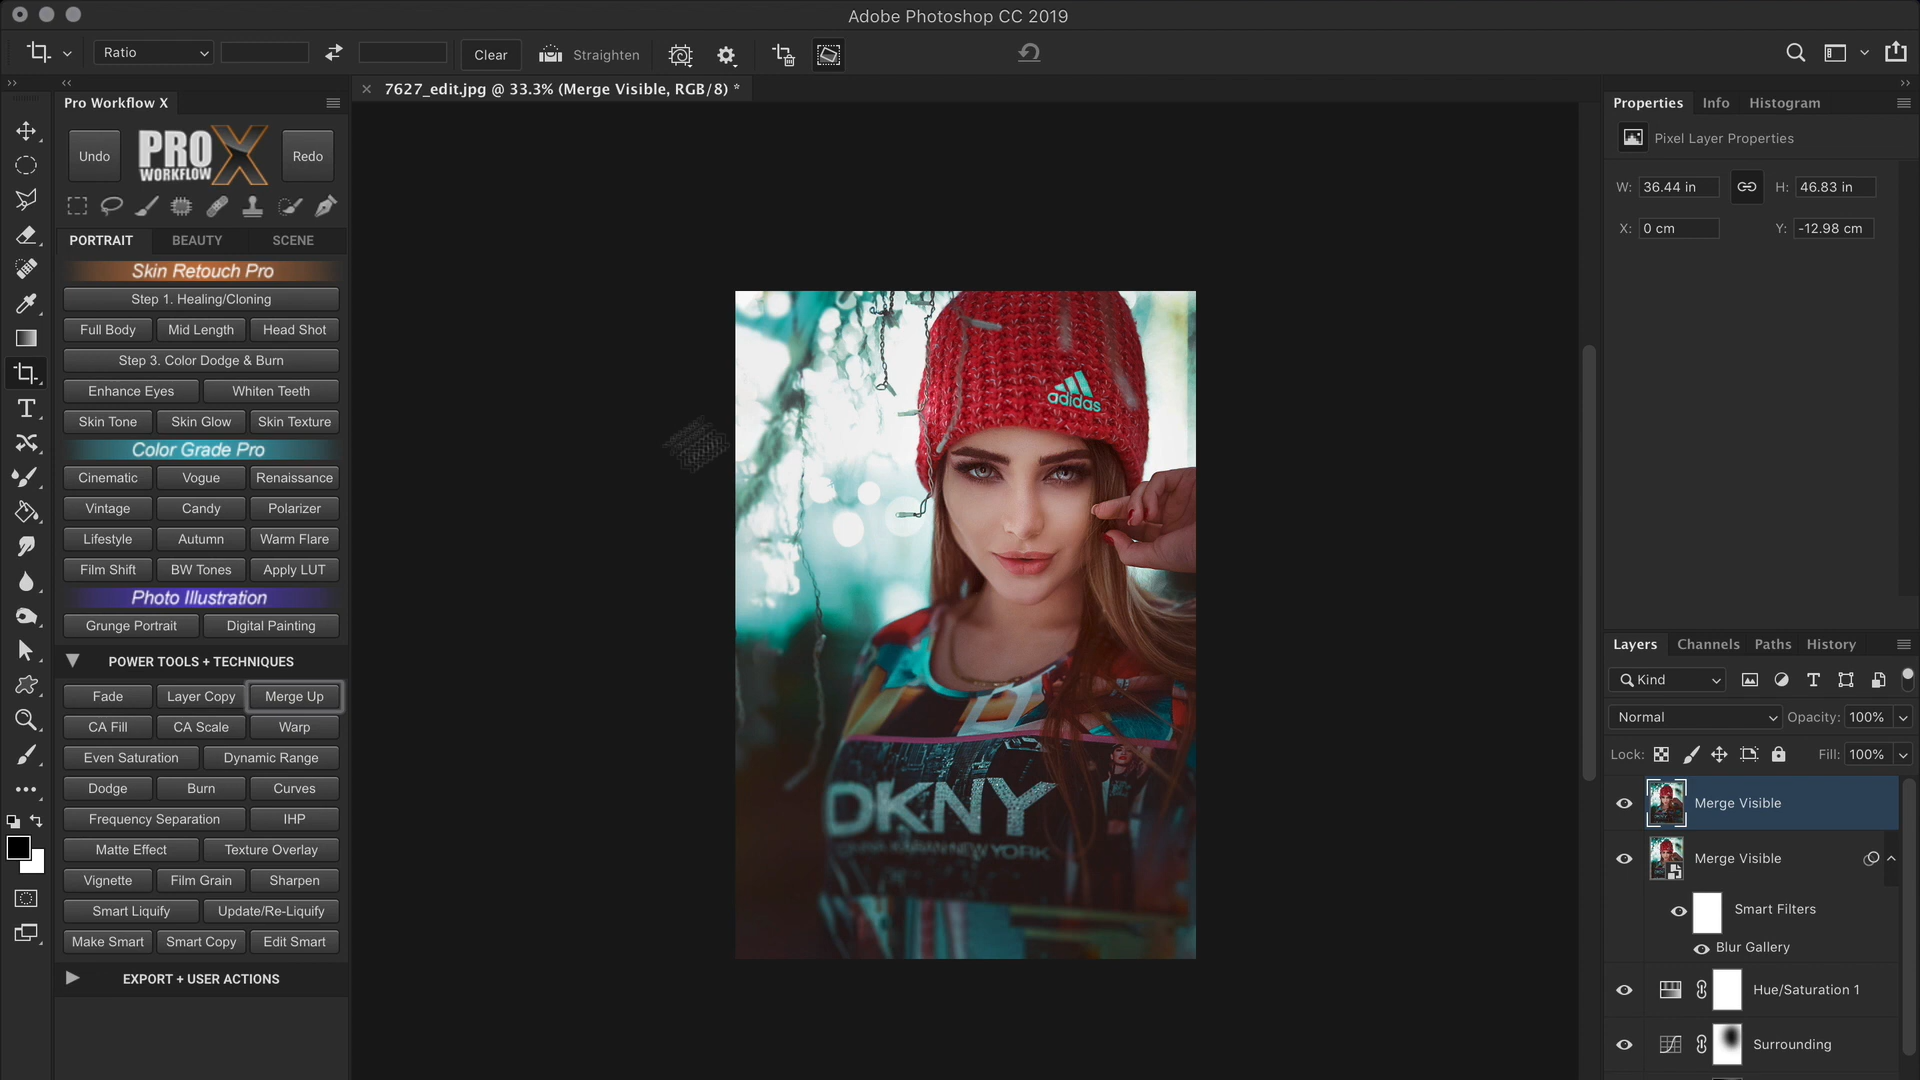 Adobe Photoshop CC 2019
Ratio
Clear
Straighten
7627_edit.jpg @ 33.3% (Merge Visible, RGB/8) *
Pro Workflow X
Undo
PRO
WORKFLOW
X
Redo
PORTRAIT BEAUTY SCENE
Skin Retouch Pro
Step 1. Healing/Cloning
Full Body Mid Length Head Shot
Step 3. Color Dodge & Burn
Enhance Eyes Whiten Teeth
Skin Tone Skin Glow Skin Texture
Color Grade Pro
Cinematic Vogue Renaissance
Vintage Candy Polarizer
Lifestyle Autumn Warm Flare
Film Shift BW Tones Apply LUT
Photo Illustration
Grunge Portrait Digital Painting
POWER TOOLS + TECHNIQUES
Fade Layer Copy Merge Up
CA Fill CA Scale Warp
Even Saturation Dynamic Range
Dodge Burn Curves
Frequency Separation IHP
Matte Effect Texture Overlay
Vignette Film Grain Sharpen
Smart Liquify Update/Re-Liquify
Make Smart Smart Copy Edit Smart
EXPORT + USER ACTIONS
adidas
DKNY
NEW YORK
Properties Info Histogram
Pixel Layer Properties
W: 36.44 in H: 46.83 in
X: 0 cm Y: -12.98 cm
Layers Channels Paths History
Kind
Normal Opacity: 100%
Lock: Fill: 100%
Merge Visible
Merge Visible
Smart Filters
Blur Gallery
Hue/Saturation 1
Surrounding